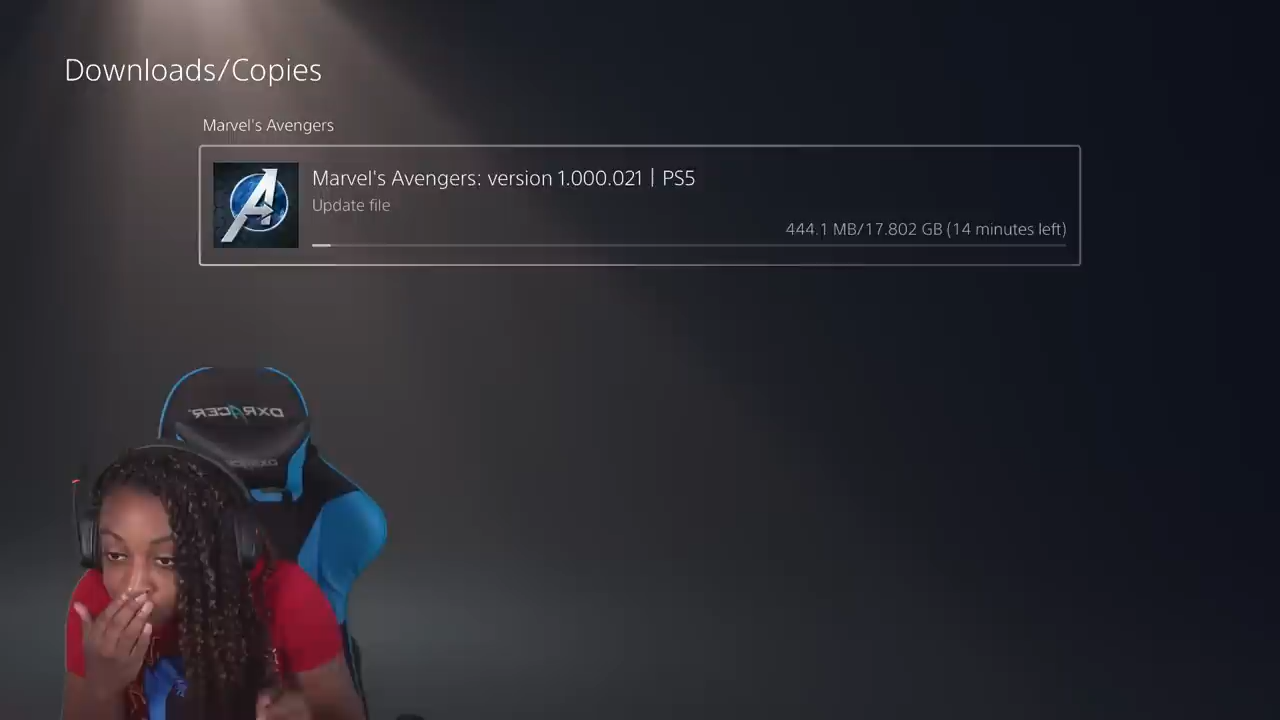 Downloads/Copies
Marvel's Avengers
Marvel's Avengers: version 1.000.021 | PS5
Update file
444.1 MB/17.802 GB (14 minutes left)
DXRACER